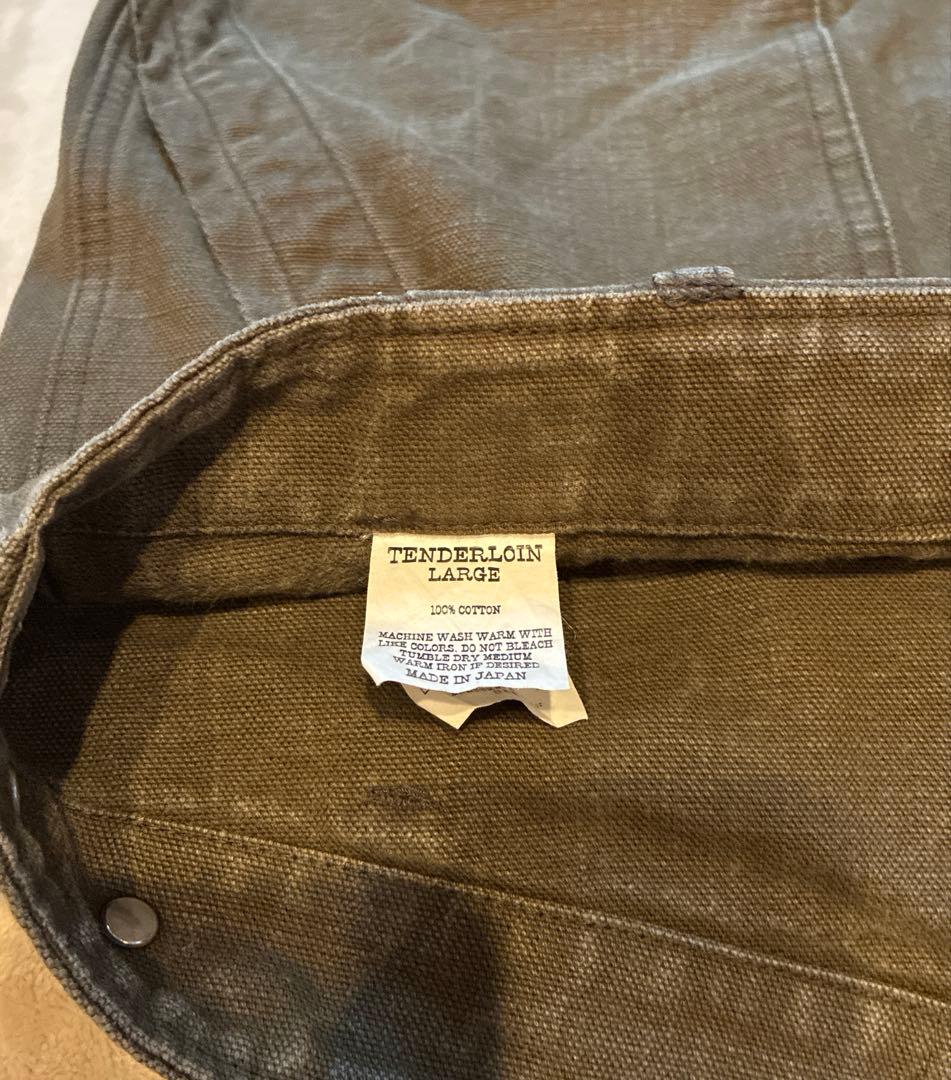 TENDERLOIN
LARGE
100% COTTON
MACHINE WASH WARM WITH
LIKE COLORS. DO NOT BLEACH
TUMBLE DRY MEDIUM
WARM IRON IF DESIRED
MADE IN JAPAN